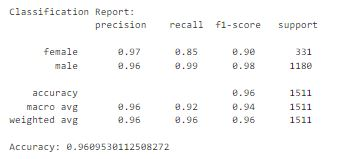 Classification Report:
precision recall f1-score support
female 0.97 0.85 0.90 331
male 0.96 0.99 0.98 1180
accuracy 0.96 1511
macro avg 0.96 0.92 0.94 1511
weighted avg 0.96 0.96 0.96 1511
Accuracy: 0.9609530112508272